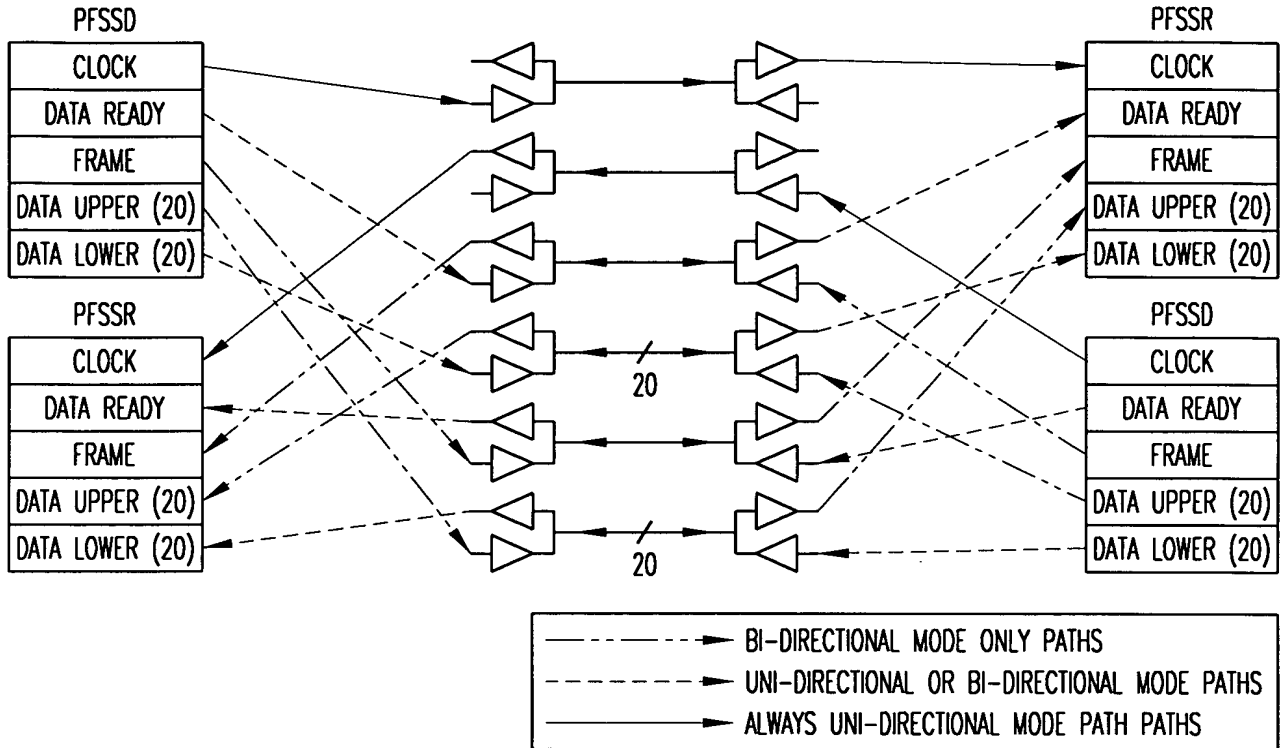 PFSSD
CLOCK
DATA READY
FRAME
DATA UPPER (20)
DATA LOWER (20)
PFSSR
CLOCK
DATA READY
FRAME
DATA UPPER (20)
DATA LOWER (20)
20
20
PFSSR
CLOCK
DATA READY
FRAME
DATA UPPER (20)
DATA LOWER (20)
PFSSD
CLOCK
DATA READY
FRAME
DATA UPPER (20)
DATA LOWER (20)
BI-DIRECTIONAL MODE ONLY PATHS
UNI-DIRECTIONAL OR BI-DIRECTIONAL MODE PATHS
ALWAYS UNI-DIRECTIONAL MODE PATH PATHS